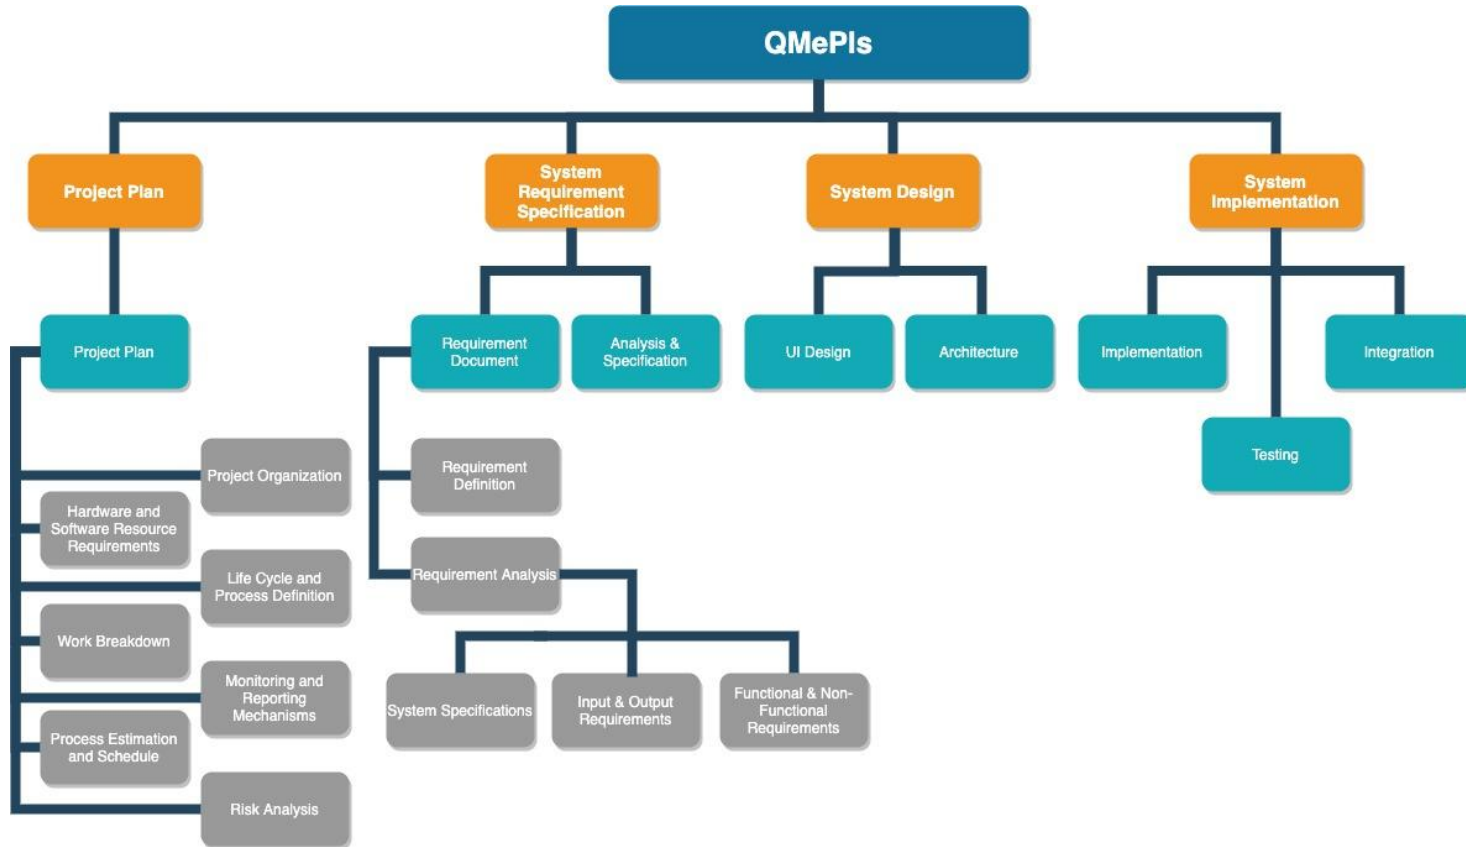 QMePls
Project Plan
System
Requirement
Specification
System Design
System
Implementation
Project Plan
Requirement
Document
Analysis &
Specification
UI Design
Architecture
Implementation
Integration
Testing
Project Organization
Hardware and
Software Resource
Requirements
Life Cycle and
Process Definition
Work Breakdown
Monitoring and
Reporting
Mechanisms
Process Estimation
and Schedule
Risk Analysis
Requirement
Definition
Requirement Analysis
System Specifications
Input & Output
Requirements
Functional & Non-
Functional
Requirements